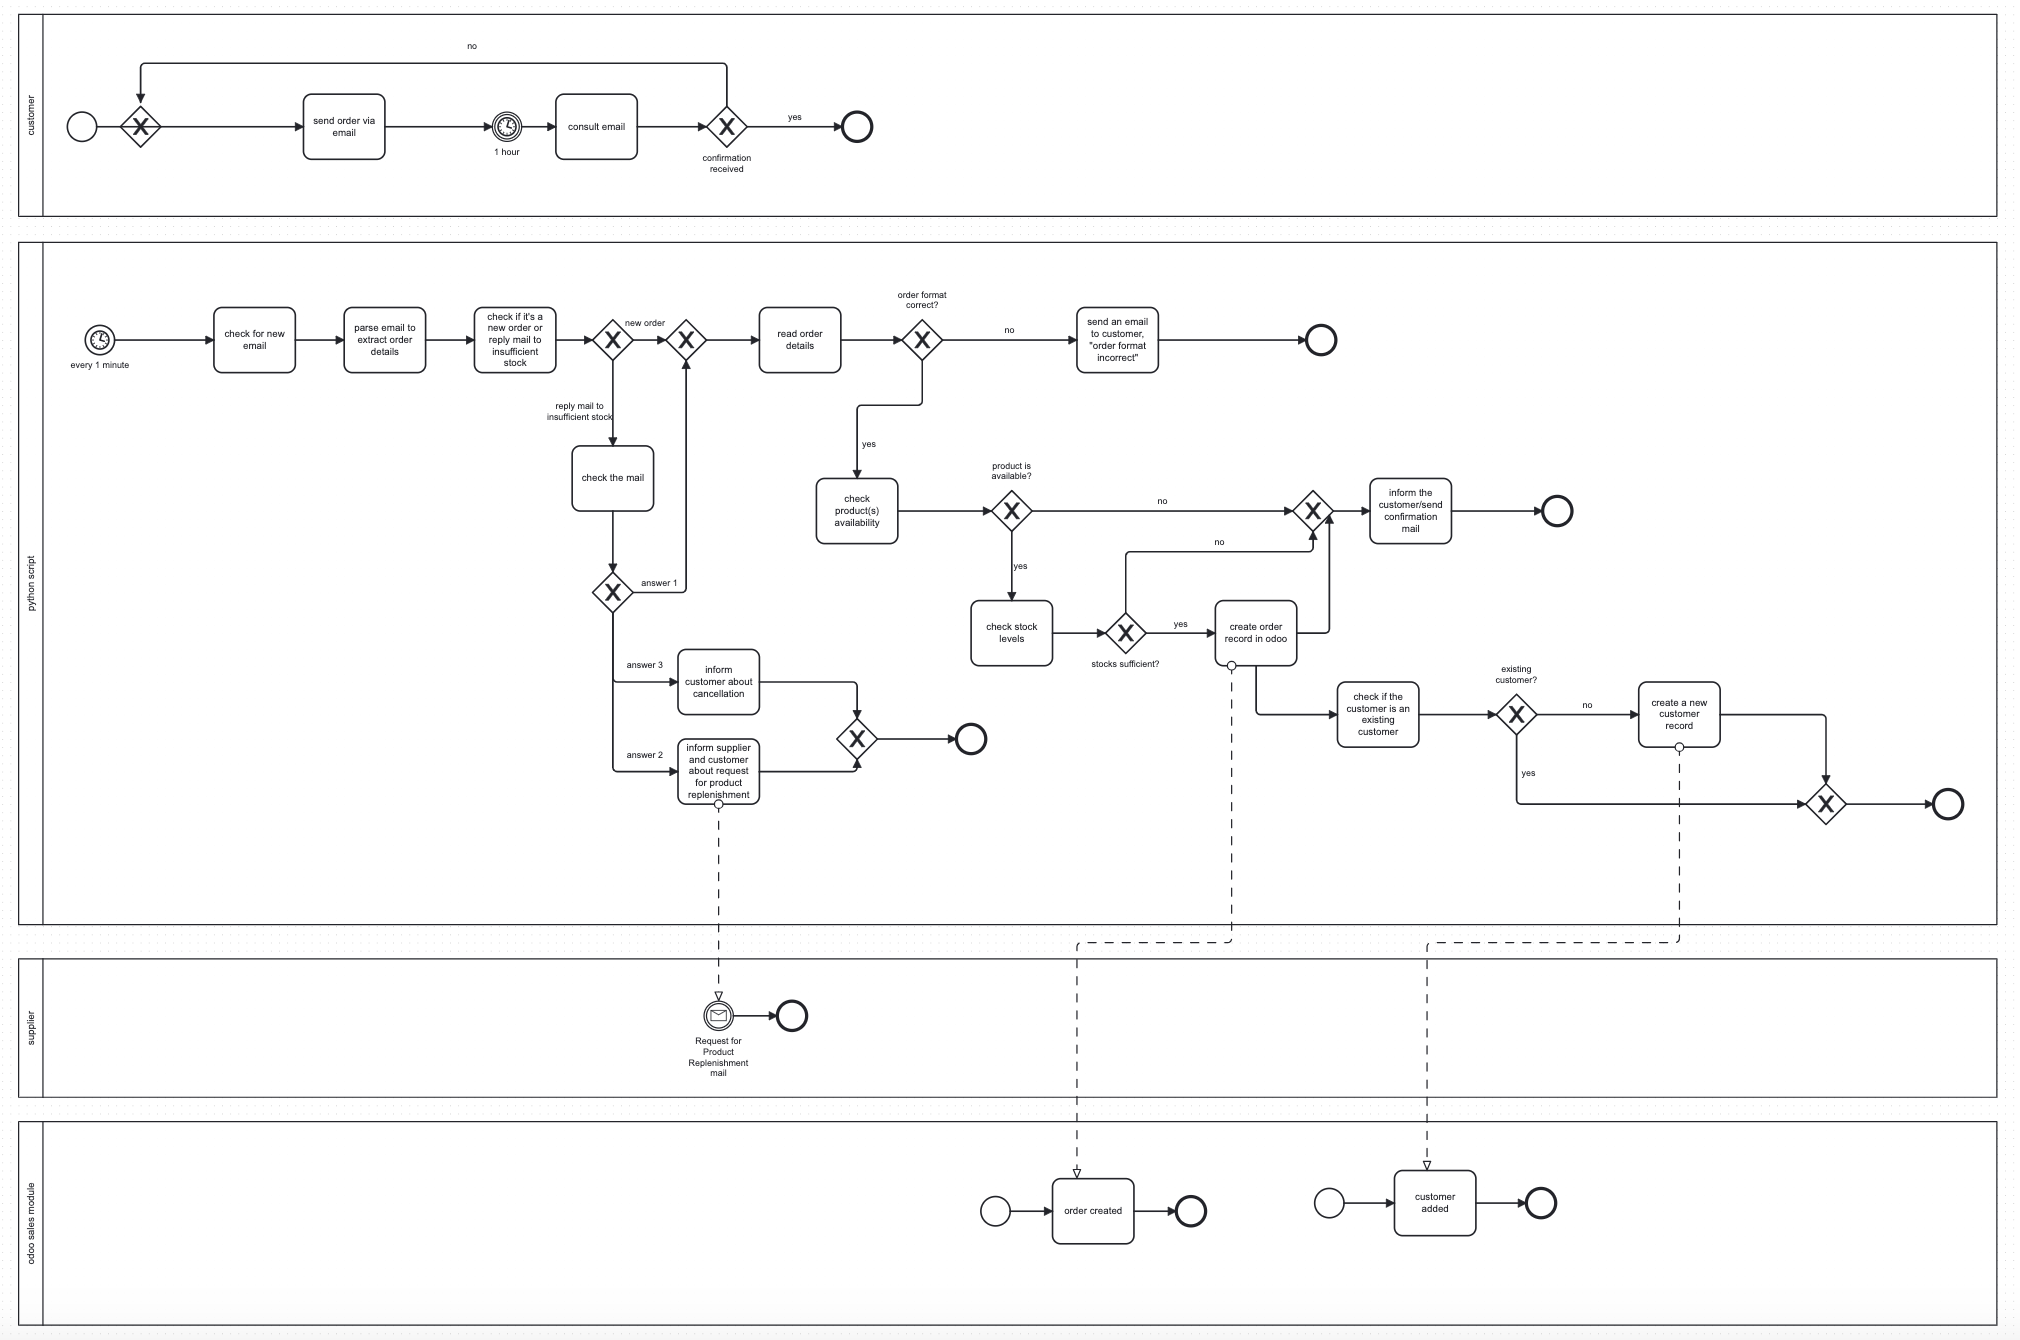 customer
no
send order via
email
1 hour
consult email
confirmation
received
yes
python script
every 1 minute
check for new
email
parse email to
extract order
details
check if it's a
new order or
reply mail to
insufficient
stock
new order
read order
details
order format
correct?
no
send an email
to customer,
"order format
incorrect"
reply mail to
insufficient stock
check the mail
yes
check
product(s)
availability
product is
available?
no
inform the
customer/send
confirmation
mail
no
yes
answer 1
check stock
levels
stocks sufficient?
yes
create order
record in odoo
answer 3
inform
customer about
cancellation
answer 2
inform supplier
and customer
about request
for product
replenishment
check if the
customer is an
existing
customer
existing
customer?
no
create a new
customer
record
yes
supplier
Request for
Product
Replenishment
mail
odoo sales module
order created
customer
added